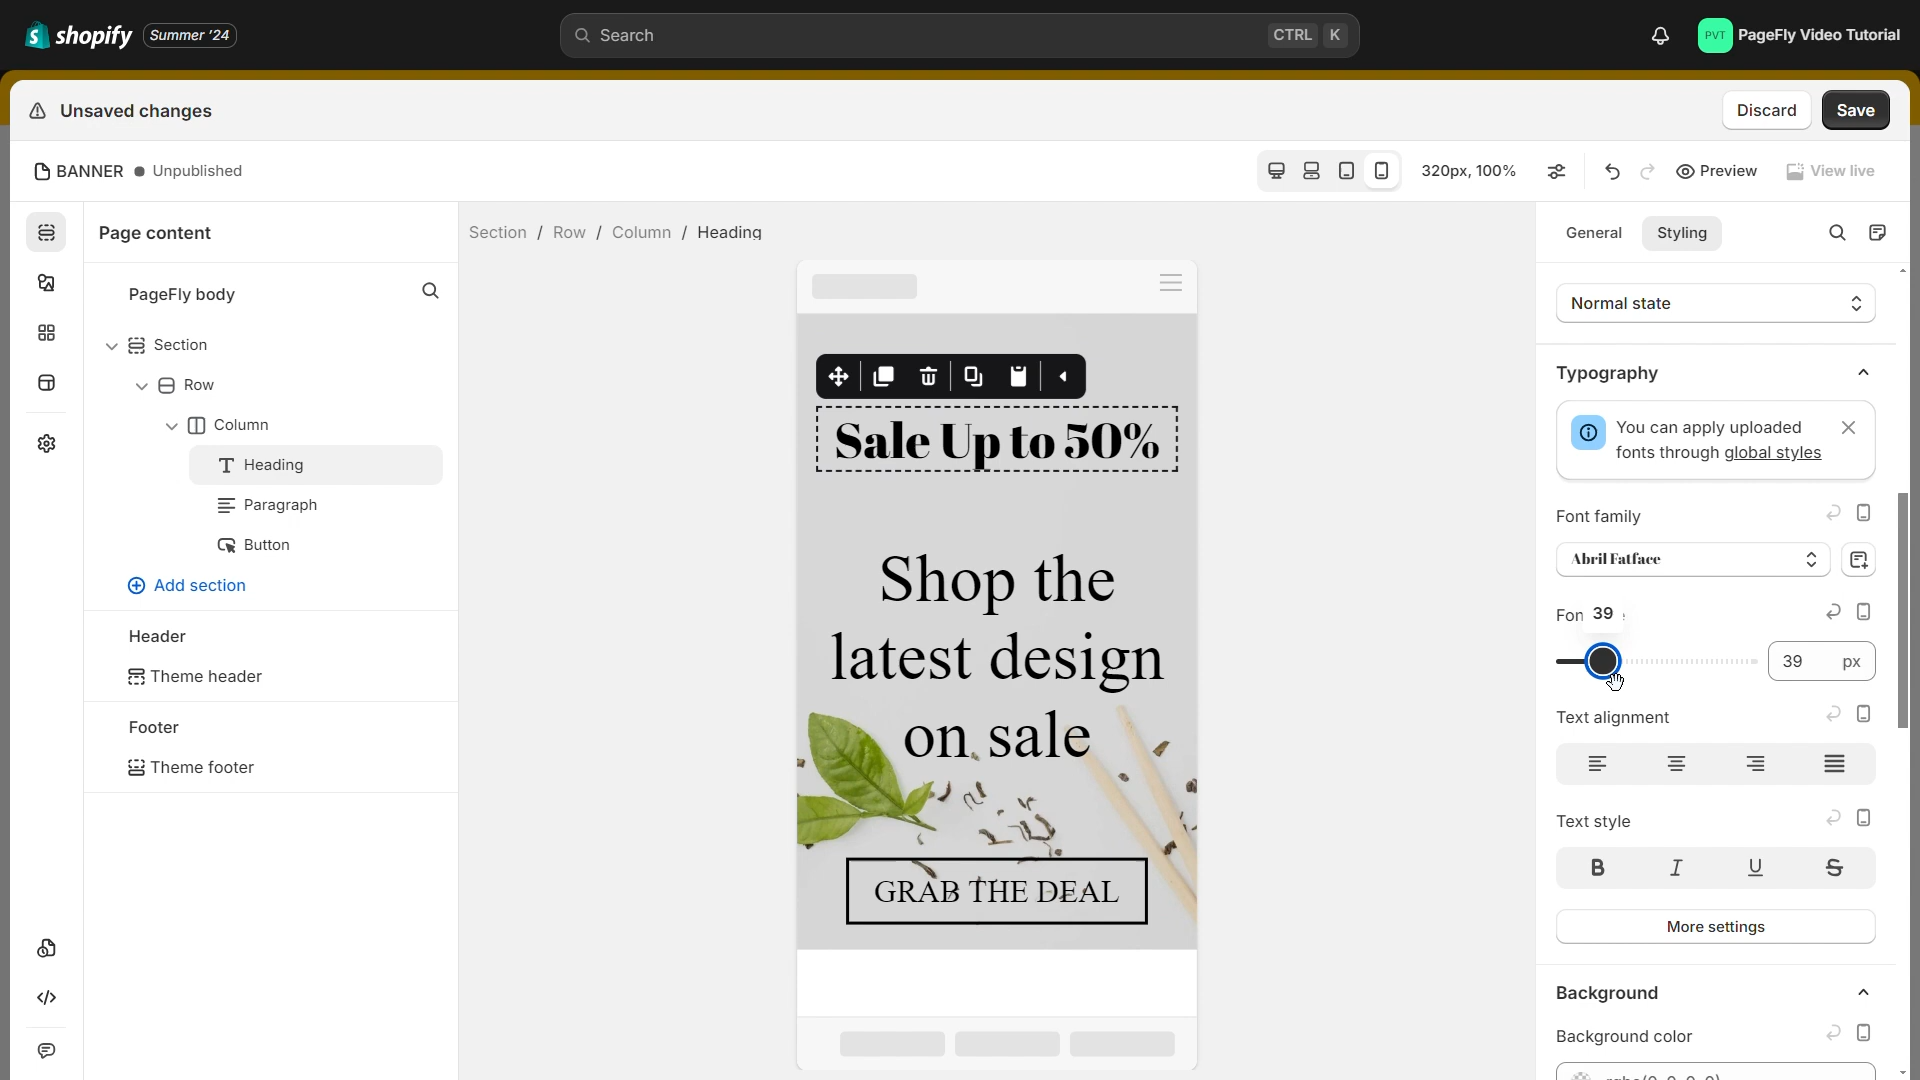 shopify Summer '24
Search CTRL K
PVT PageFly Video Tutorial
Unsaved changes
Discard Save
BANNER Unpublished
320px, 100%
Preview View live
Page content
PageFly body
Section
Row
Column
Heading
Paragraph
Button
Add section
Header
Theme header
Footer
Theme footer
Section / Row / Column / Heading
Sale Up to 50%
Shop the
latest design
on sale
GRAB THE DEAL
General Styling
Normal state
Typography
You can apply uploaded
fonts through global styles
Font family
Abril Fatface
Fon 39
39 px
Text alignment
Text style
B I U S
More settings
Background
Background color